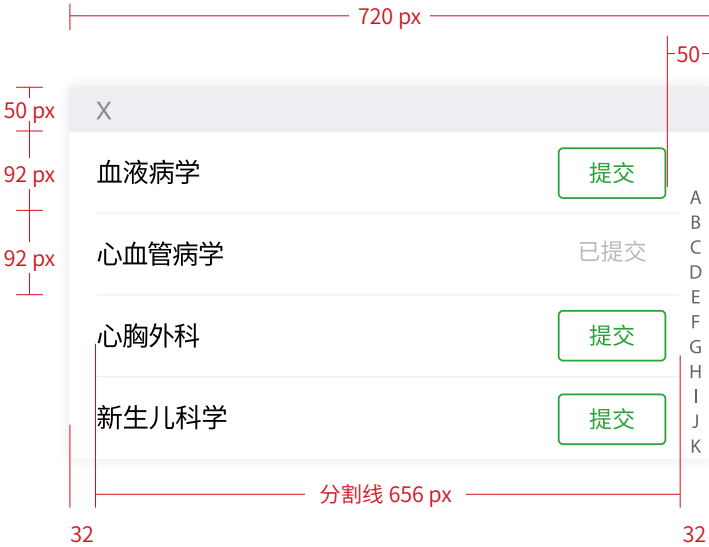 720 px
50
50 px
X
92 px
血液病学
提交
92 px
心血管病学
已提交
心胸外科
提交
新生儿科学
提交
A
B
C
D
E
F
G
H
I
J
K
分割线 656 px
32
32